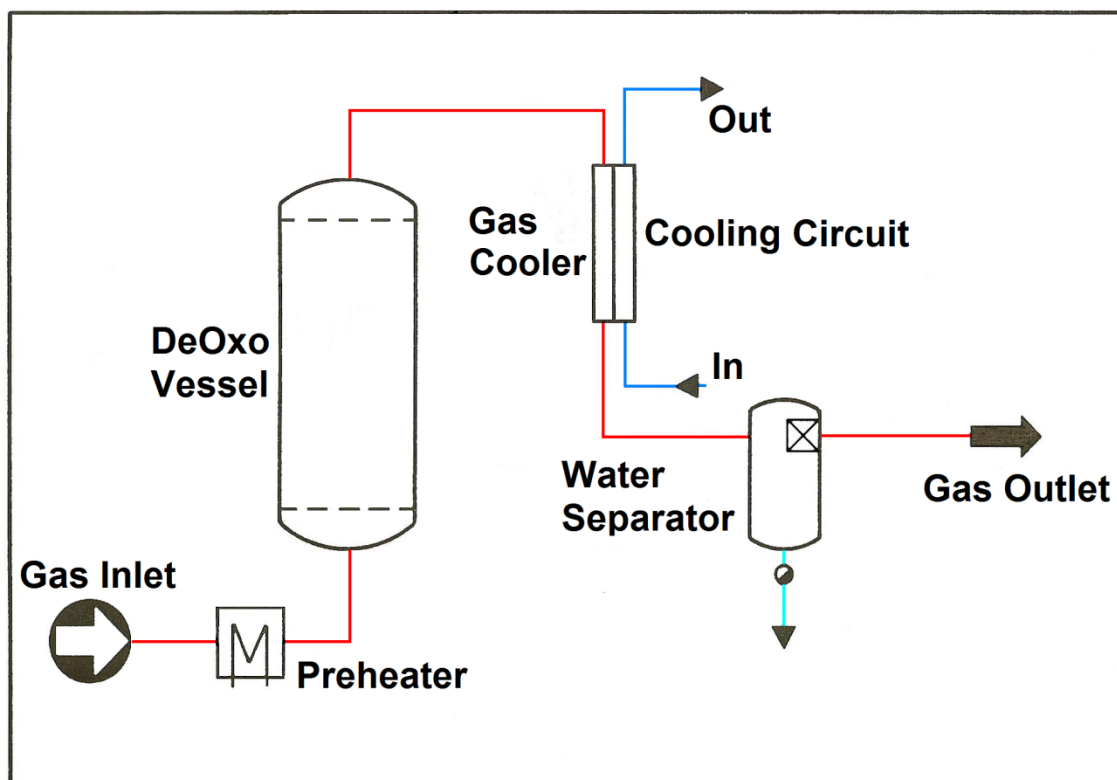 Out
Gas
Cooler
Cooling Circuit
DeOxo
Vessel
In
Water
Separator
Gas Outlet
Gas Inlet
Preheater